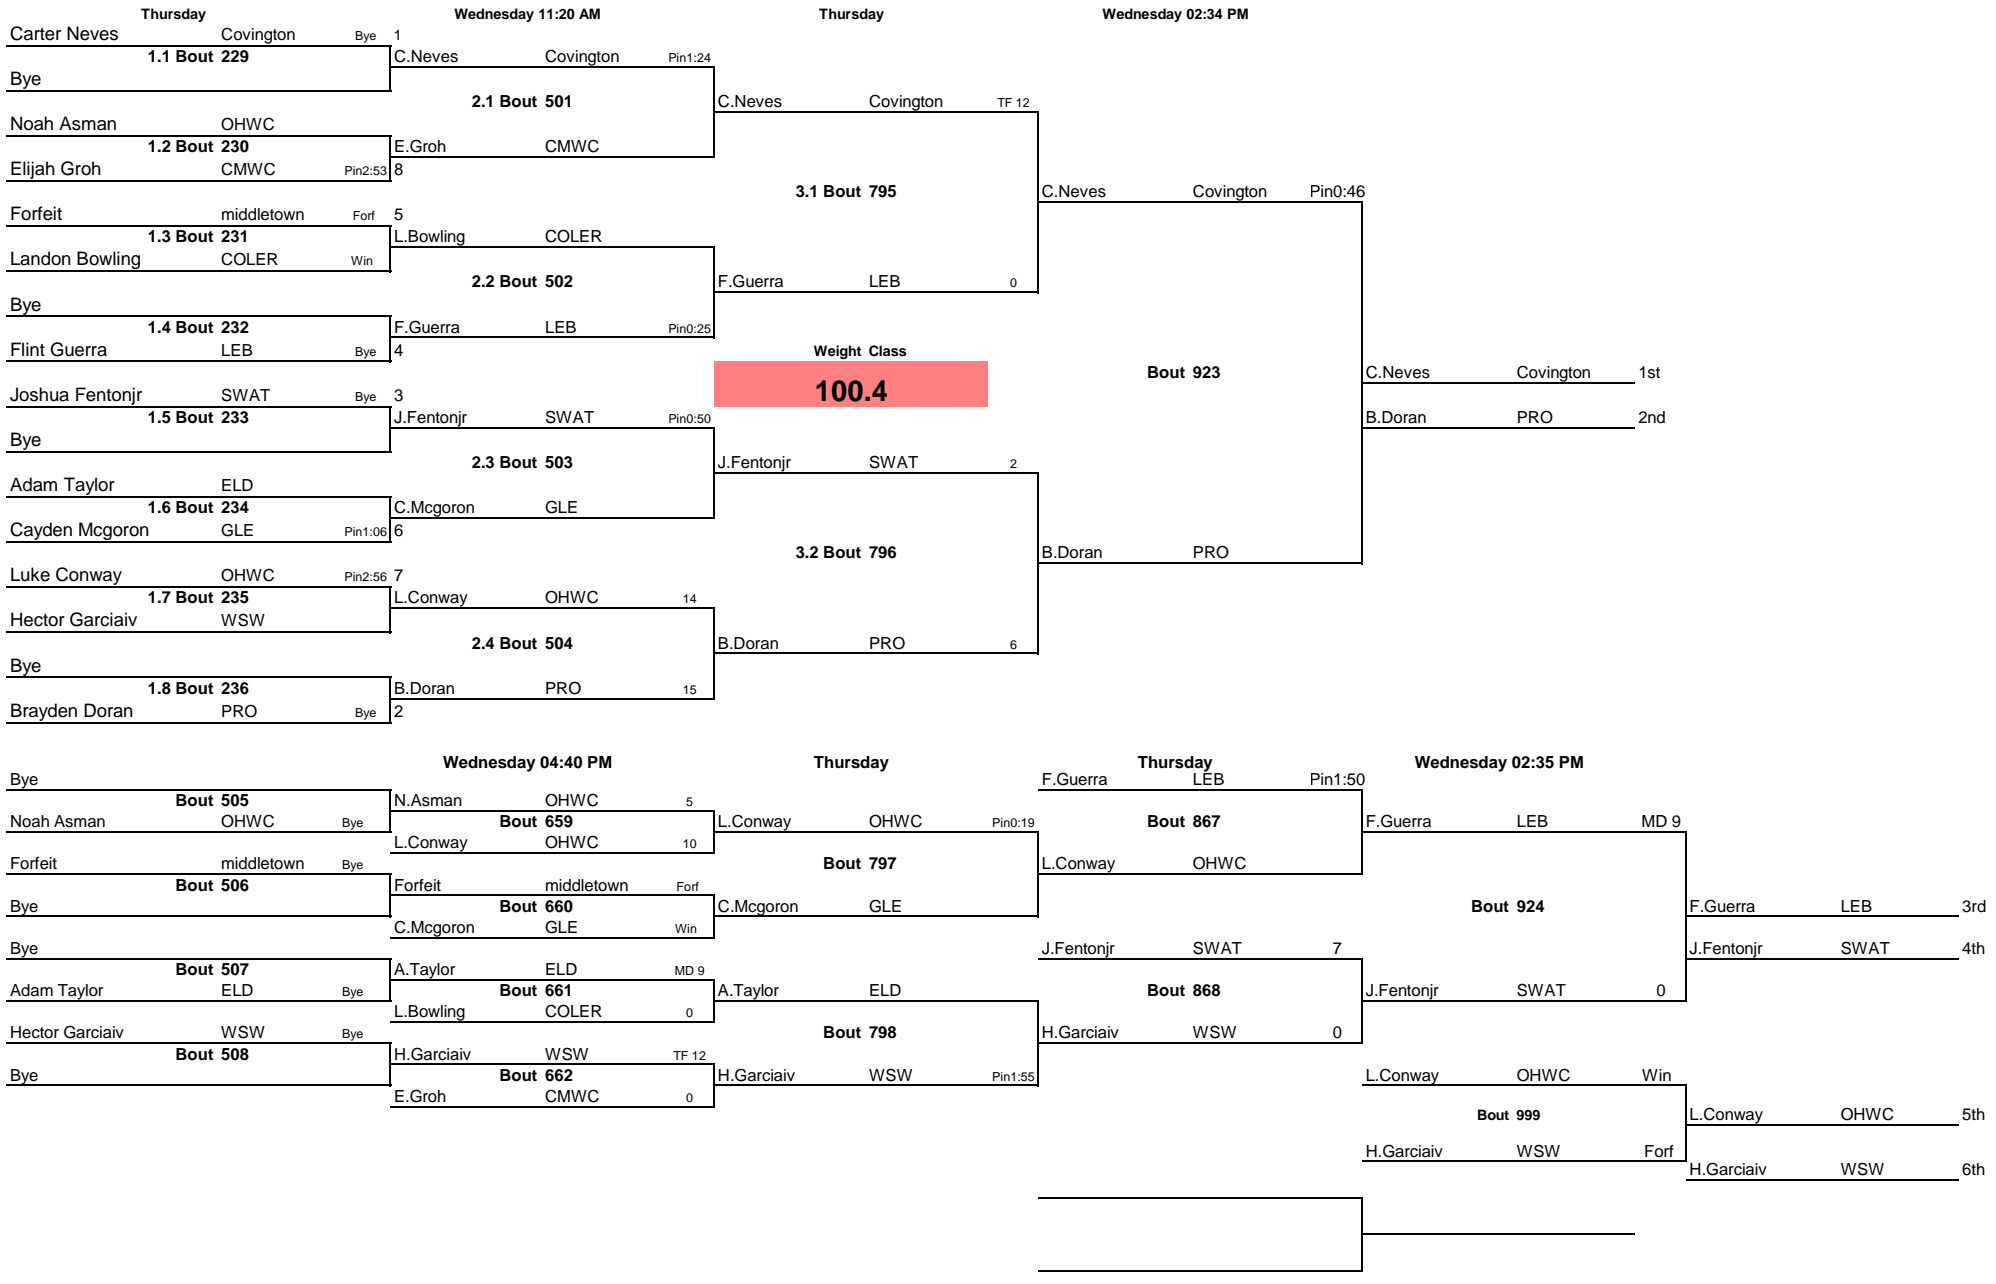 Thursday Wednesday 11:20 AM Thursday Wednesday 02:34 PM
Carter Neves Covington Bye 1
1.1 Bout 229 C.Neves Covington Pin1:24
Bye
2.1 Bout 501 C.Neves Covington TF 12
Noah Asman OHWC
1.2 Bout 230 E.Groh CMWC
Elijah Groh CMWC Pin2:53 8
3.1 Bout 795 C.Neves Covington Pin0:46
Forfeit middletown Forf 5
1.3 Bout 231 L.Bowling COLER
Landon Bowling COLER Win
2.2 Bout 502 F.Guerra LEB 0
Bye
1.4 Bout 232 F.Guerra LEB Pin0:25
Flint Guerra LEB Bye 4 Weight Class
Bout 923 C.Neves Covington 1st
Joshua Fentonjr SWAT Bye 3 100.4
1.5 Bout 233 J.Fentonjr SWAT Pin0:50 B.Doran PRO 2nd
Bye
2.3 Bout 503 J.Fentonjr SWAT 2
Adam Taylor ELD
1.6 Bout 234 C.Mcgoron GLE
Cayden Mcgoron GLE Pin1:06 6
3.2 Bout 796 B.Doran PRO
Luke Conway OHWC Pin2:56 7
1.7 Bout 235 L.Conway OHWC 14
Hector Garciaiv WSW
2.4 Bout 504 B.Doran PRO 6
Bye
1.8 Bout 236 B.Doran PRO 15
Brayden Doran PRO Bye 2
Wednesday 04:40 PM Thursday Thursday Wednesday 02:35 PM
Bye F.Guerra LEB Pin1:50
Bout 505 N.Asman OHWC 5
Noah Asman OHWC Bye Bout 659 L.Conway OHWC Pin0:19 Bout 867 F.Guerra LEB MD 9
L.Conway OHWC 10
Forfeit middletown Bye Bout 797 L.Conway OHWC
Bout 506 Forfeit middletown Forf
Bye Bout 660 C.Mcgoron GLE Bout 924 F.Guerra LEB 3rd
C.Mcgoron GLE Win
Bye J.Fentonjr SWAT 7 J.Fentonjr SWAT 4th
Bout 507 A.Taylor ELD MD 9
Adam Taylor ELD Bye Bout 661 A.Taylor ELD Bout 868 J.Fentonjr SWAT 0
L.Bowling COLER 0
Hector Garciaiv WSW Bye Bout 798 H.Garciaiv WSW 0
Bout 508 H.Garciaiv WSW TF 12
Bye Bout 662 H.Garciaiv WSW Pin1:55 L.Conway OHWC Win
E.Groh CMWC 0
Bout 999 L.Conway OHWC 5th
H.Garciaiv WSW Forf
H.Garciaiv WSW 6th